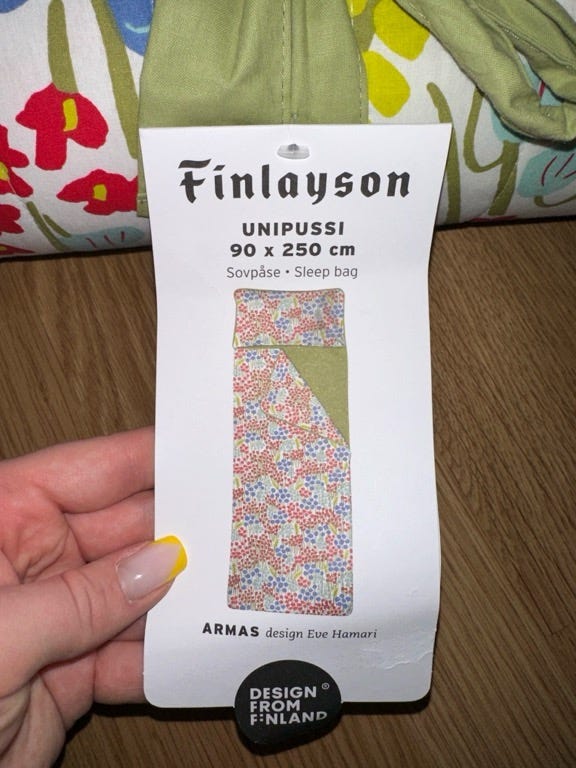 Finlayson
UNIPUSSI
90 x 250 cm
Sovpåse • Sleep bag
ARMAS design Eve Hamari
DESIGN ®
FROM
FINLAND